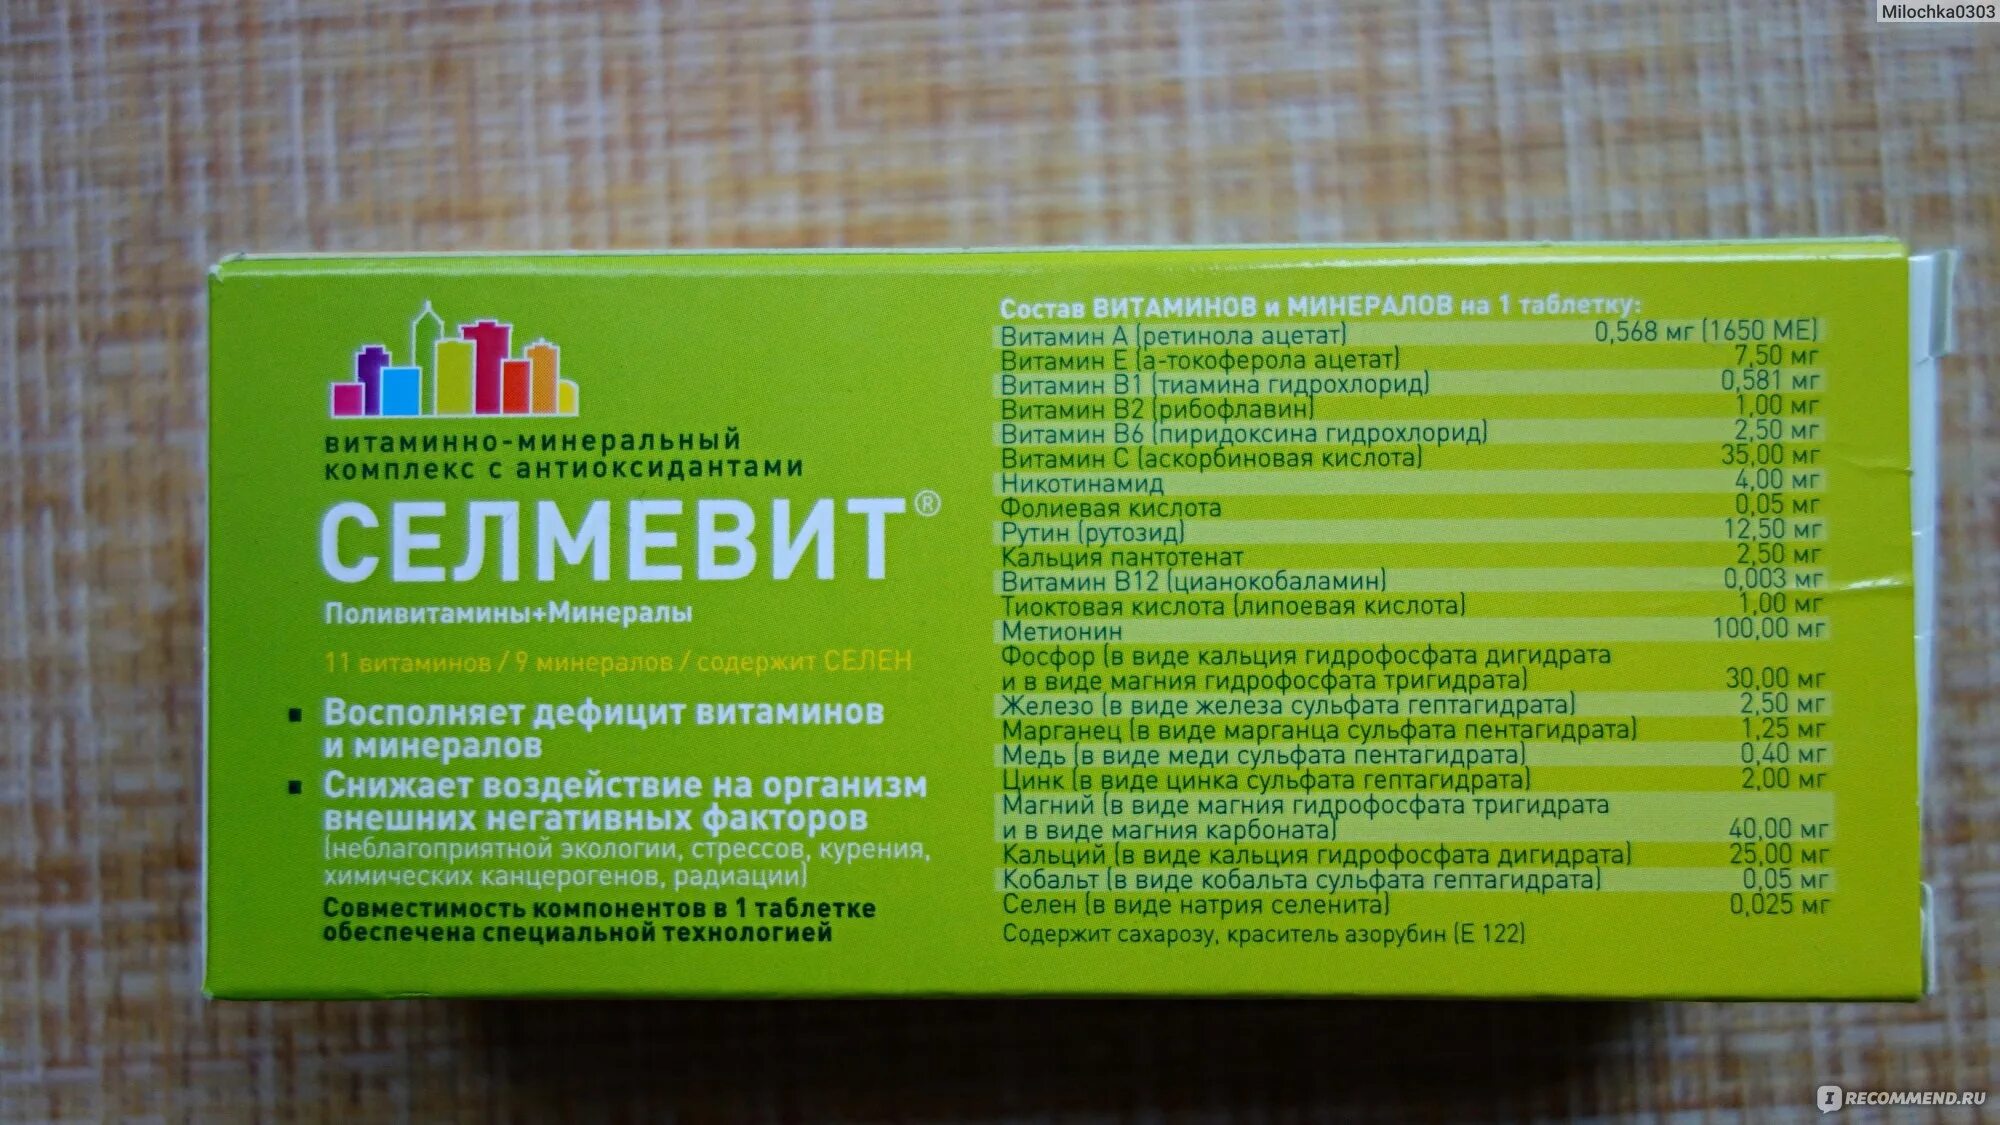 Milochka0303
витаминно-минеральный
комплекс с антиоксидантами
СЕЛМЕВИТ®
Поливитамины+Минералы
11 витаминов / 9 минералов / содержит СЕЛЕН
▪ Восполняет дефицит витаминов
и минералов
▪ Снижает воздействие на организм
внешних негативных факторов
(неблагоприятной экологии, стрессов, курения,
химических канцерогенов, радиации)
Совместимость компонентов в 1 таблетке
обеспечена специальной технологией
Состав ВИТАМИНОВ и МИНЕРАЛОВ на 1 таблетку:
Витамин А (ретинола ацетат) 0,568 мг (1650 МЕ)
Витамин Е (а-токоферола ацетат) 7,50 мг
Витамин В1 (тиамина гидрохлорид) 0,581 мг
Витамин В2 (рибофлавин) 1,00 мг
Витамин В6 (пиридоксина гидрохлорид) 2,50 мг
Витамин С (аскорбиновая кислота) 35,00 мг
Никотинамид 4,00 мг
Фолиевая кислота 0,05 мг
Рутин (рутозид) 12,50 мг
Кальция пантотенат 2,50 мг
Витамин В12 (цианокобаламин) 0,003 мг
Тиоктовая кислота (липоевая кислота) 1,00 мг
Метионин 100,00 мг
Фосфор (в виде кальция гидрофосфата дигидрата
и в виде магния гидрофосфата тригидрата) 30,00 мг
Железо (в виде железа сульфата гептагидрата) 2,50 мг
Марганец (в виде марганца сульфата пентагидрата) 1,25 мг
Медь (в виде меди сульфата пентагидрата) 0,40 мг
Цинк (в виде цинка сульфата гептагидрата) 2,00 мг
Магний (в виде магния гидрофосфата тригидрата
и в виде магния карбоната) 40,00 мг
Кальций (в виде кальция гидрофосфата дигидрата) 25,00 мг
Кобальт (в виде кобальта сульфата гептагидрата) 0,05 мг
Селен (в виде натрия селенита) 0,025 мг
Содержит сахарозу, краситель азорубин (Е 122)
I RECOMMEND.RU